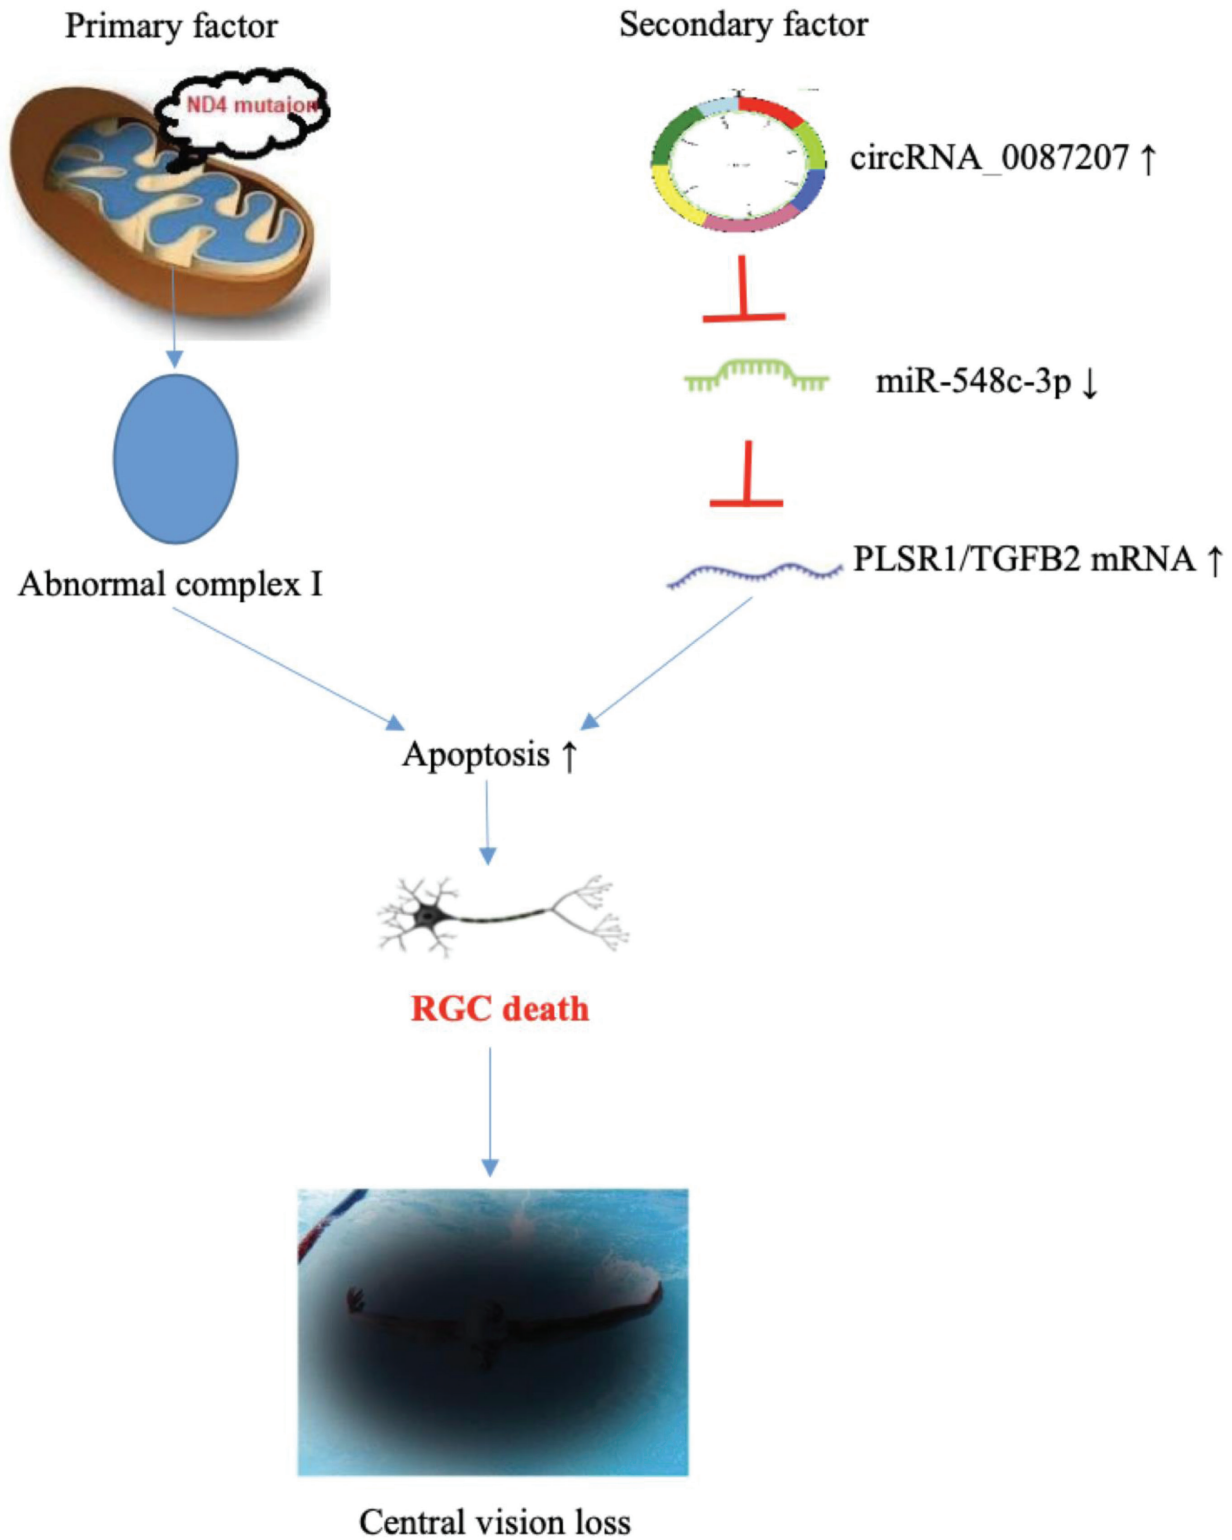 Primary factor
Secondary factor
ND4 mutaion
circRNA_0087207 ↑
miR-548c-3p ↓
PLSR1/TGFB2 mRNA ↑
Abnormal complex I
Apoptosis ↑
RGC death
Central vision loss